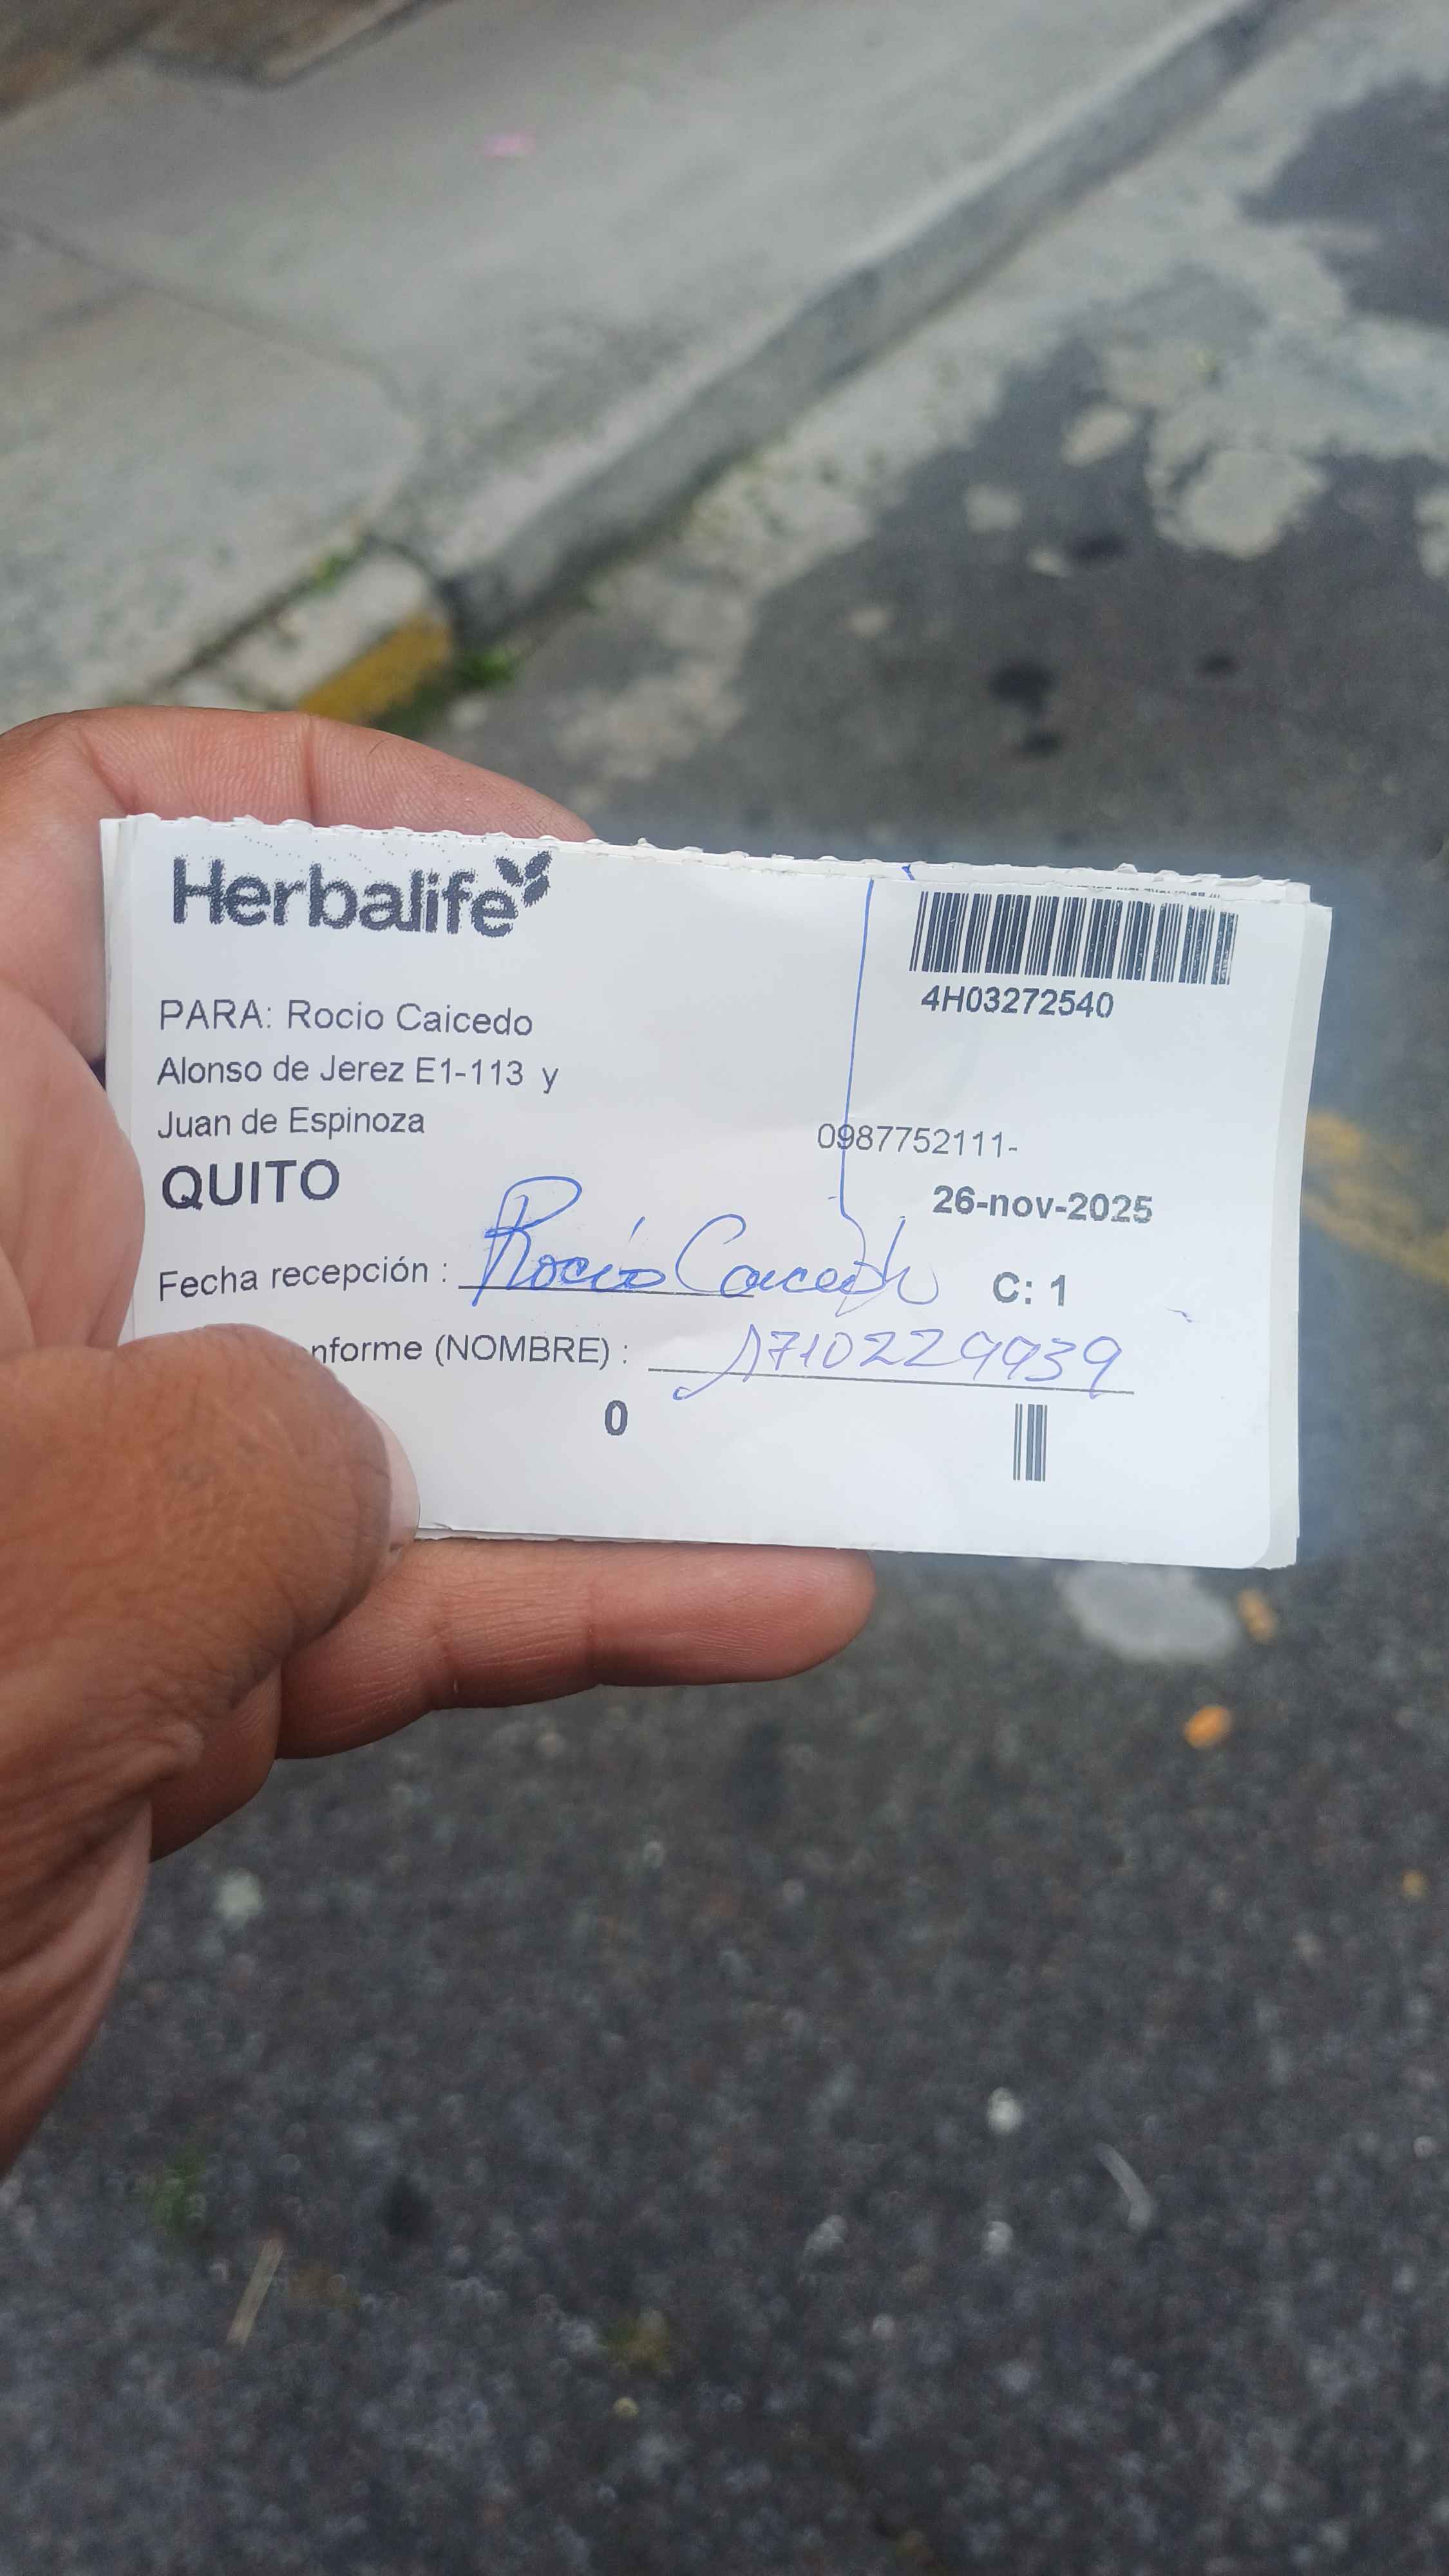 Herbalife
4H03272540
PARA: Rocio Caicedo
Alonso de Jerez E1-113 y
Juan de Espinoza
0987752111-
QUITO
26-nov-2025
Fecha recepción : Rocío Caicedo
C: 1
nforme (NOMBRE) : 1710229939
0